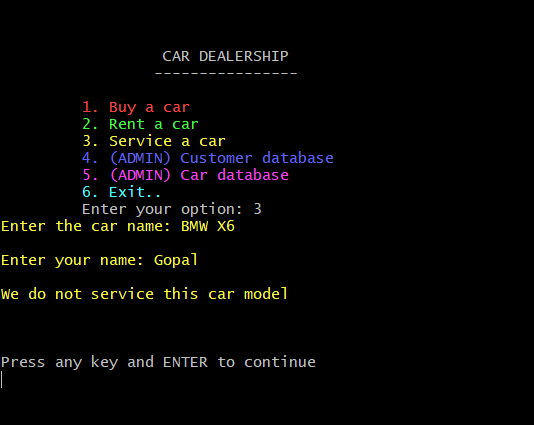 CAR DEALERSHIP
----------------
1. Buy a car
2. Rent a car
3. Service a car
4. (ADMIN) Customer database
5. (ADMIN) Car database
6. Exit..
Enter your option: 3
Enter the car name: BMW X6
Enter your name: Gopal
We do not service this car model
Press any key and ENTER to continue